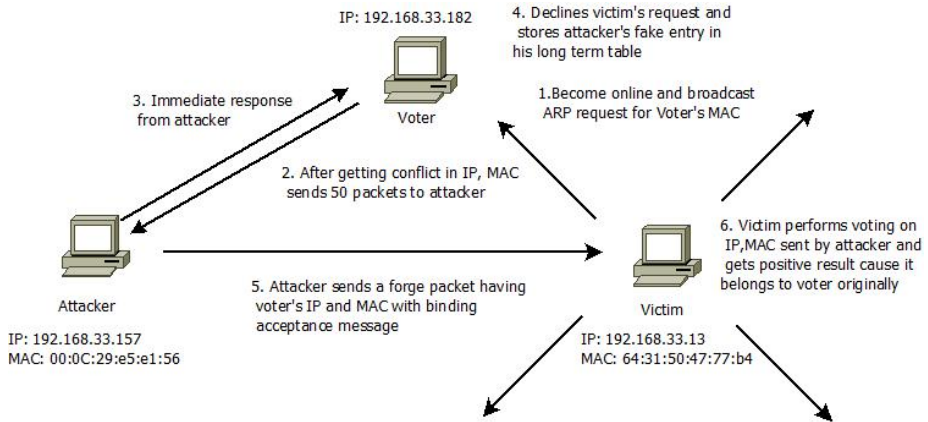 IP: 192.168.33.182
4. Declines victim's request and
stores attacker's fake entry in
his long term table
3. Immediate response
from attacker
Voter
1.Become online and broadcast
ARP request for Voter's MAC
2. After getting conflict in IP, MAC
sends 50 packets to attacker
6. Victim performs voting on
IP,MAC sent by attacker and
gets positive result cause it
belongs to voter originally
Attacker
5. Attacker sends a forge packet having
voter's IP and MAC with binding
acceptance message
Victim
IP: 192.168.33.157
MAC: 00:0C:29:e5:e1:56
IP: 192.168.33.13
MAC: 64:31:50:47:77:b4